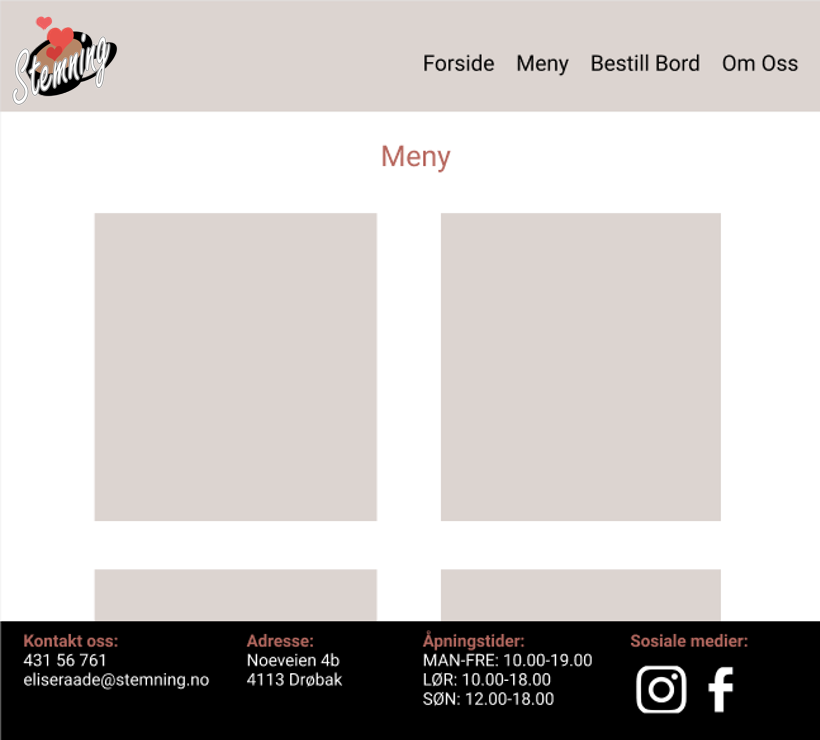 Stemning
Forside Meny Bestill Bord Om Oss
Meny
Kontakt oss:
431 56 761
eliseraade@stemning.no
Adresse:
Noeveien 4b
4113 Drøbak
Åpningstider:
MAN-FRE: 10.00-19.00
LØR: 10.00-18.00
SØN: 12.00-18.00
Sosiale medier: